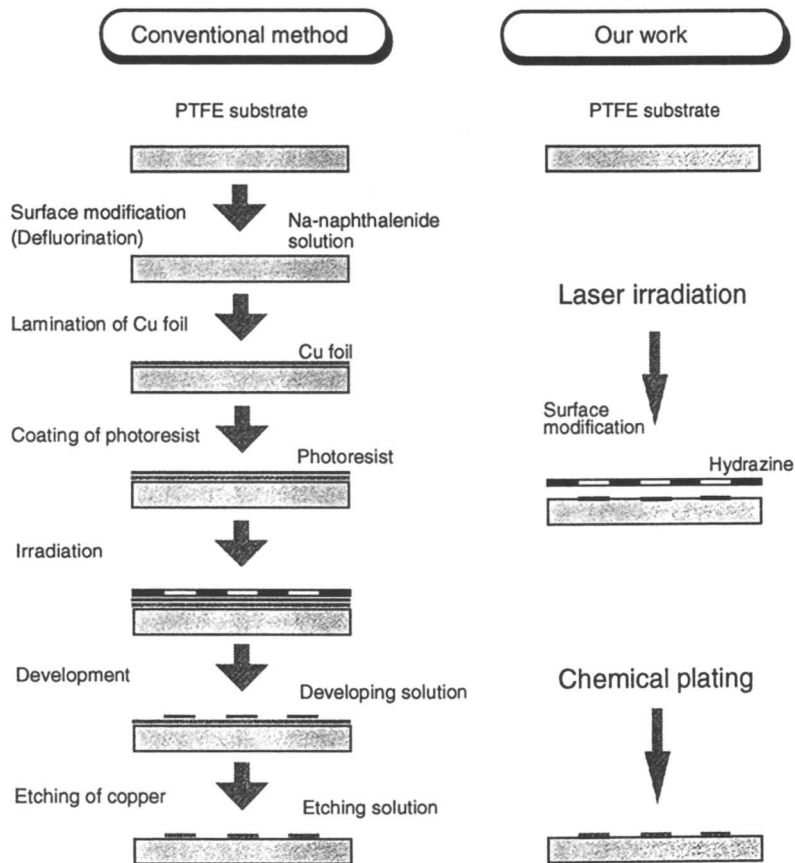 Conventional method
PTFE substrate
Surface modification
(Defluorination)
Na-naphthalenide
solution
Lamination of Cu foil
Cu foil
Coating of photoresist
Photoresist
Irradiation
Development
Developing solution
Etching of copper
Etching solution
Our work
PTFE substrate
Laser irradiation
Surface
modification
Hydrazine
Chemical plating